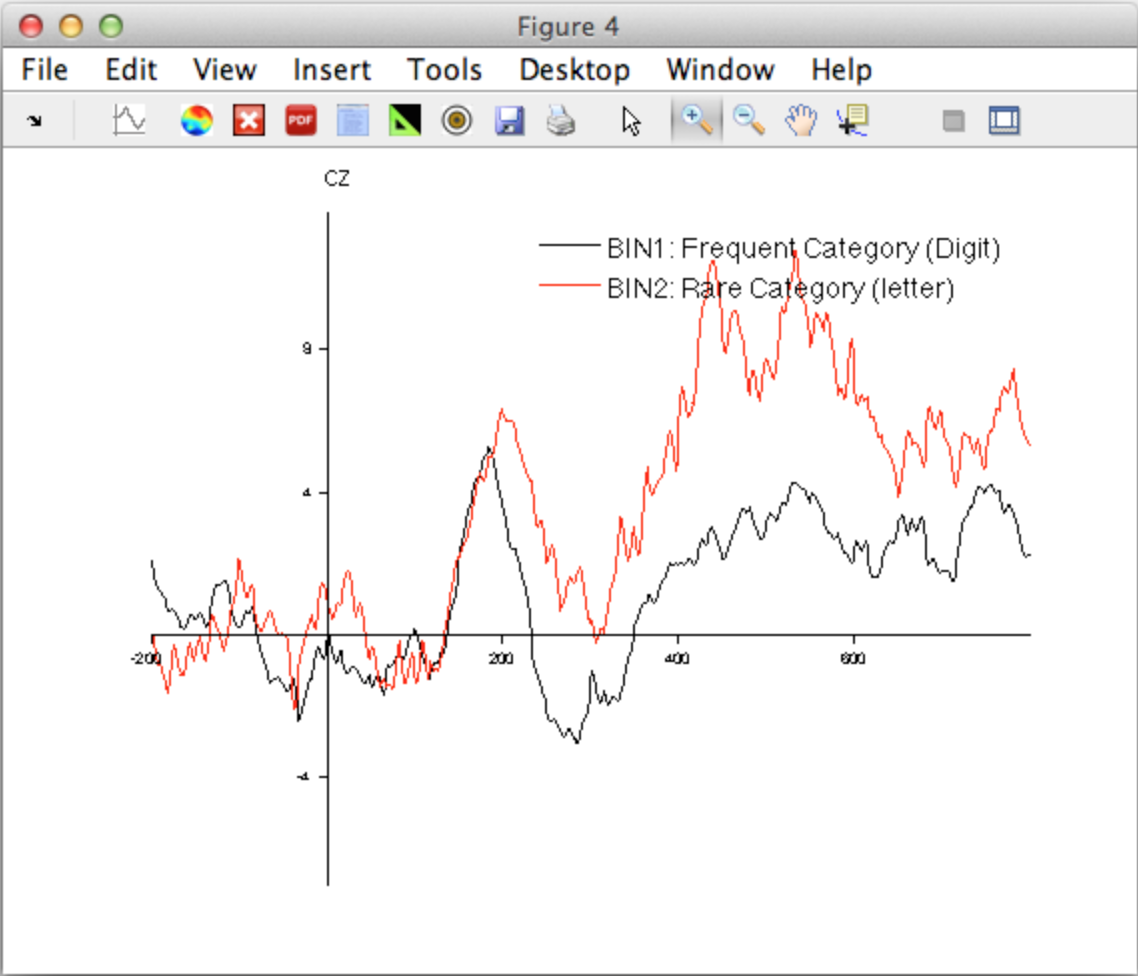 Figure 4
File Edit View Insert Tools Desktop Window Help
PDF
CZ
BIN1: Frequent Category (Digit)
BIN2: Rare Category (letter)
9
4
-200 200 400 600
-4